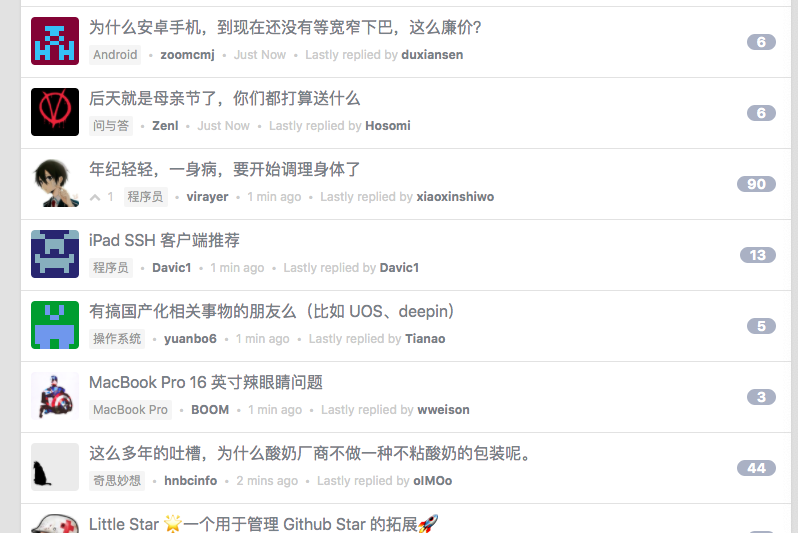 为什么安卓手机，到现在还没有等宽窄下巴，这么廉价？
Android • zoomcmj • Just Now • Lastly replied by duxiansen
6
后天就是母亲节了，你们都打算送什么
问与答 • Zenl • Just Now • Lastly replied by Hosomi
6
年纪轻轻，一身病，要开始调理身体了
1 程序员 • virayer • 1 min ago • Lastly replied by xiaoxinshiwo
90
iPad SSH 客户端推荐
程序员 • Davic1 • 1 min ago • Lastly replied by Davic1
13
有搞国产化相关事物的朋友么（比如 UOS、deepin）
操作系统 • yuanbo6 • 1 min ago • Lastly replied by Tianao
5
MacBook Pro 16 英寸辣眼睛问题
MacBook Pro • BOOM • 1 min ago • Lastly replied by wweison
3
这么多年的吐槽，为什么酸奶厂商不做一种不粘酸奶的包装呢。
奇思妙想 • hnbcinfo • 2 mins ago • Lastly replied by olMOo
44
Little Star 🌟一个用于管理 Github Star 的拓展🚀